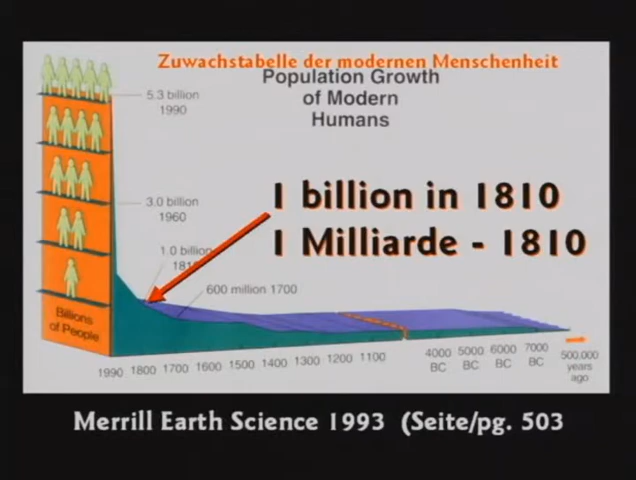 Zuwachstabelle der modernen Menschenheit
Population Growth
of Modern
Humans
5.3 billion
1990
3.0 billion
1960
1 billion in 1810
1 Milliarde - 1810
1.0 billion
181
600 million 1700
Billions
of People
1990 1800 1700 1600 1500 1400 1300 1200 1100
4000 BC 5000 BC 6000 BC 7000 BC
500,000
years
ago
Merrill Earth Science 1993 (Seite/pg. 503